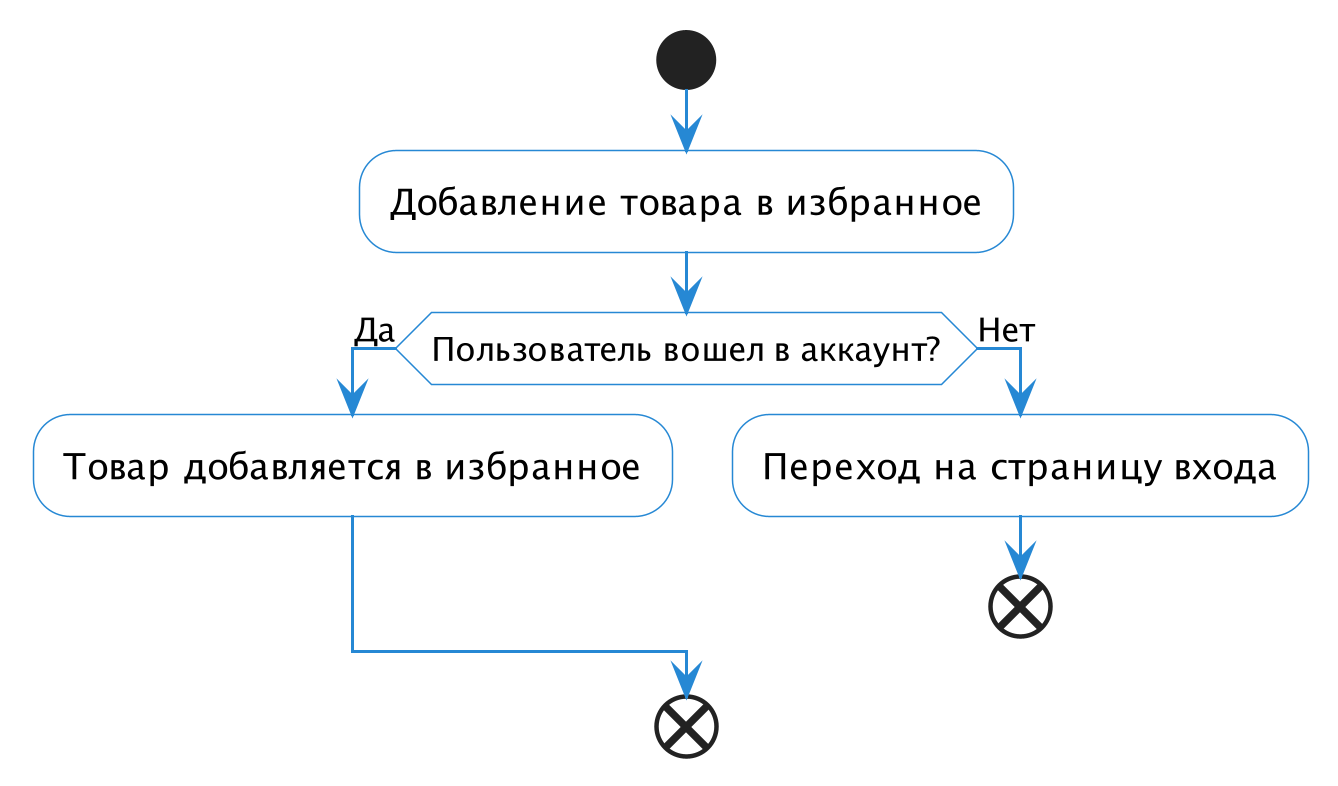 Добавление товара в избранное
Да
Пользователь вошел в аккаунт?
Нет
Товар добавляется в избранное
Переход на страницу входа